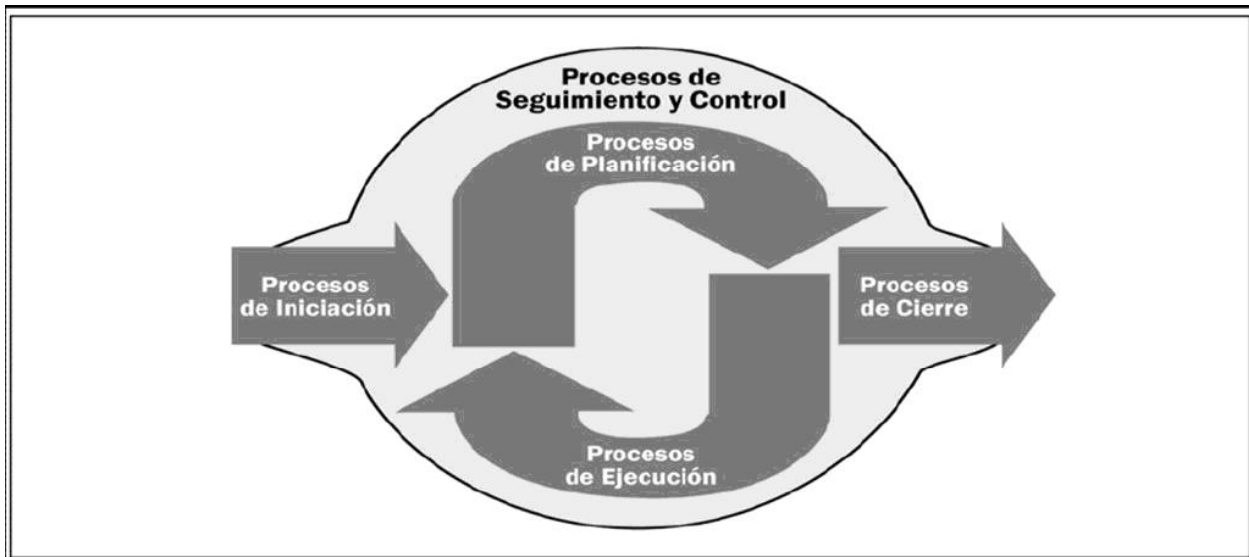 Procesos de
Seguimiento y Control
Procesos
de Planificación
Procesos
de Iniciación
Procesos
de Cierre
Procesos
de Ejecución